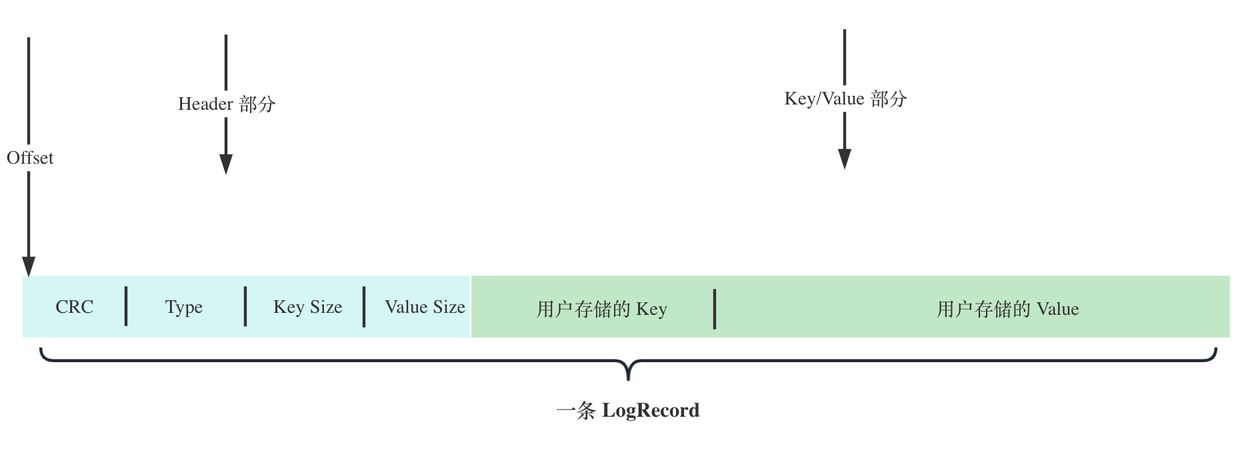 Header 部分
Key/Value 部分
Offset
CRC
Type
Key Size
Value Size
用户存储的 Key
用户存储的 Value
一条 LogRecord